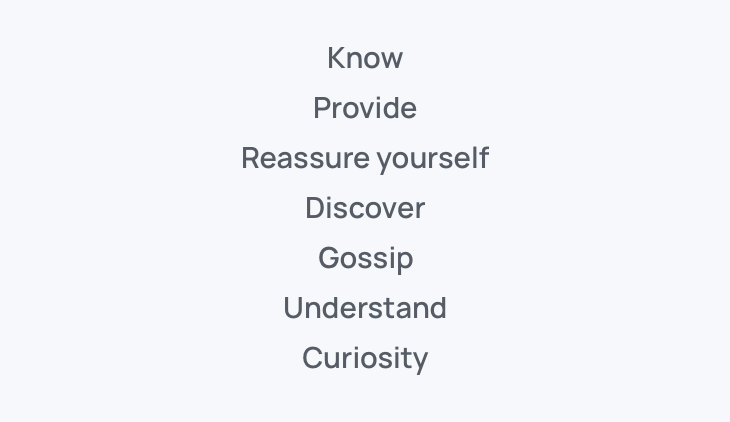 Know
Provide
Reassure yourself
Discover
Gossip
Understand
Curiosity